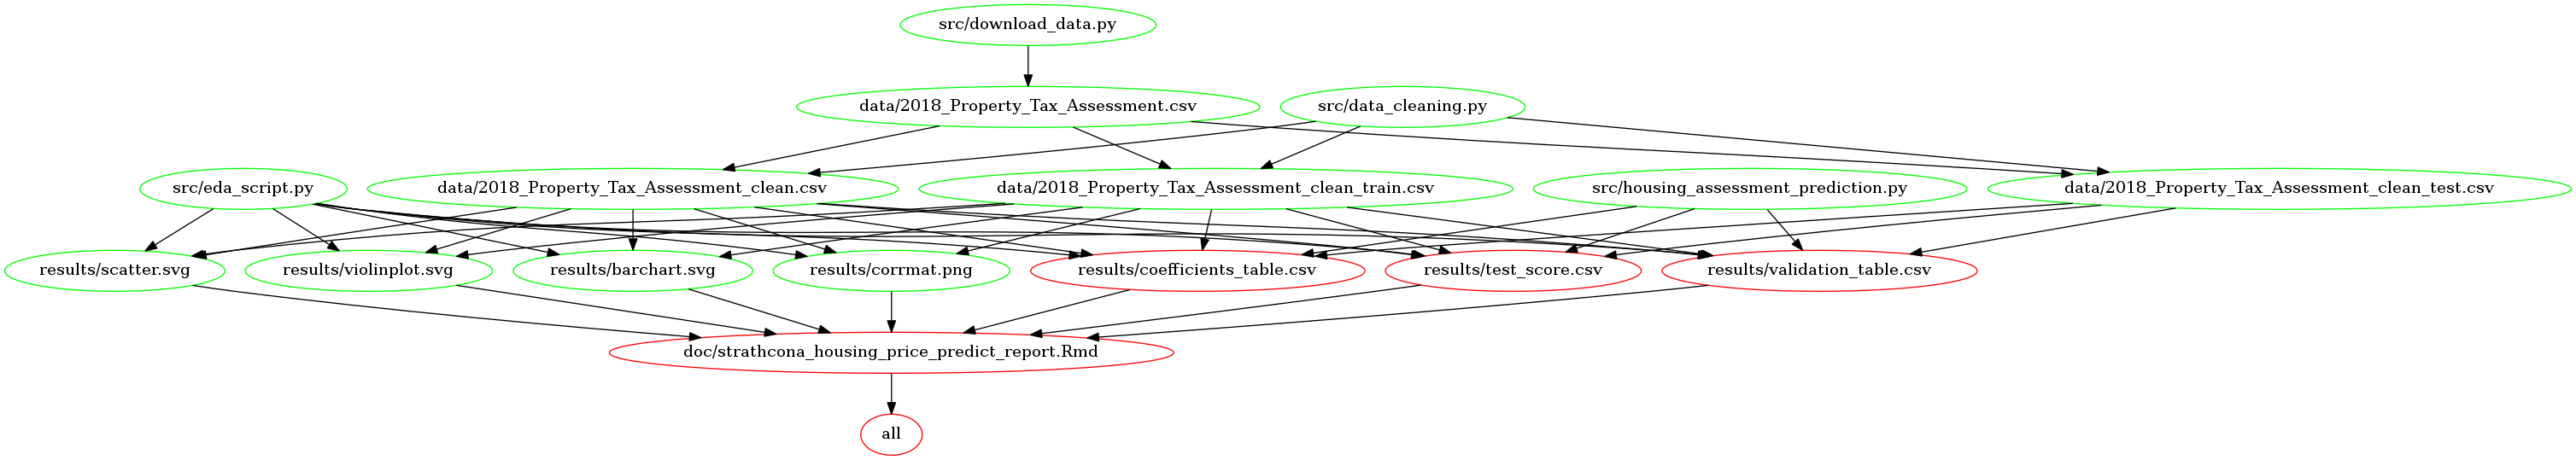 src/download_data.py
data/2018_Property_Tax_Assessment.csv
src/data_cleaning.py
src/eda_script.py
data/2018_Property_Tax_Assessment_clean.csv
data/2018_Property_Tax_Assessment_clean_train.csv
src/housing_assessment_prediction.py
data/2018_Property_Tax_Assessment_clean_test.csv
results/scatter.svg
results/violinplot.svg
results/barchart.svg
results/corrmat.png
results/coefficients_table.csv
results/test_score.csv
results/validation_table.csv
doc/strathcona_housing_price_predict_report.Rmd
all